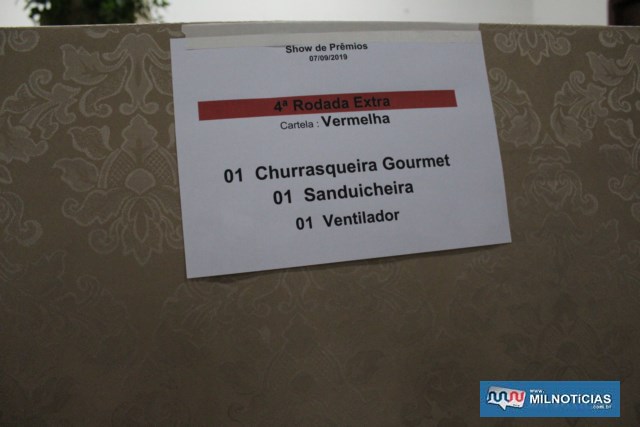 Show de Prêmios
07/09/2019
4ª Rodada Extra
Cartela : Vermelha
01 Churrasqueira Gourmet
01 Sanduicheira
01 Ventilador
www.
MILNOTICIAS
.com.br